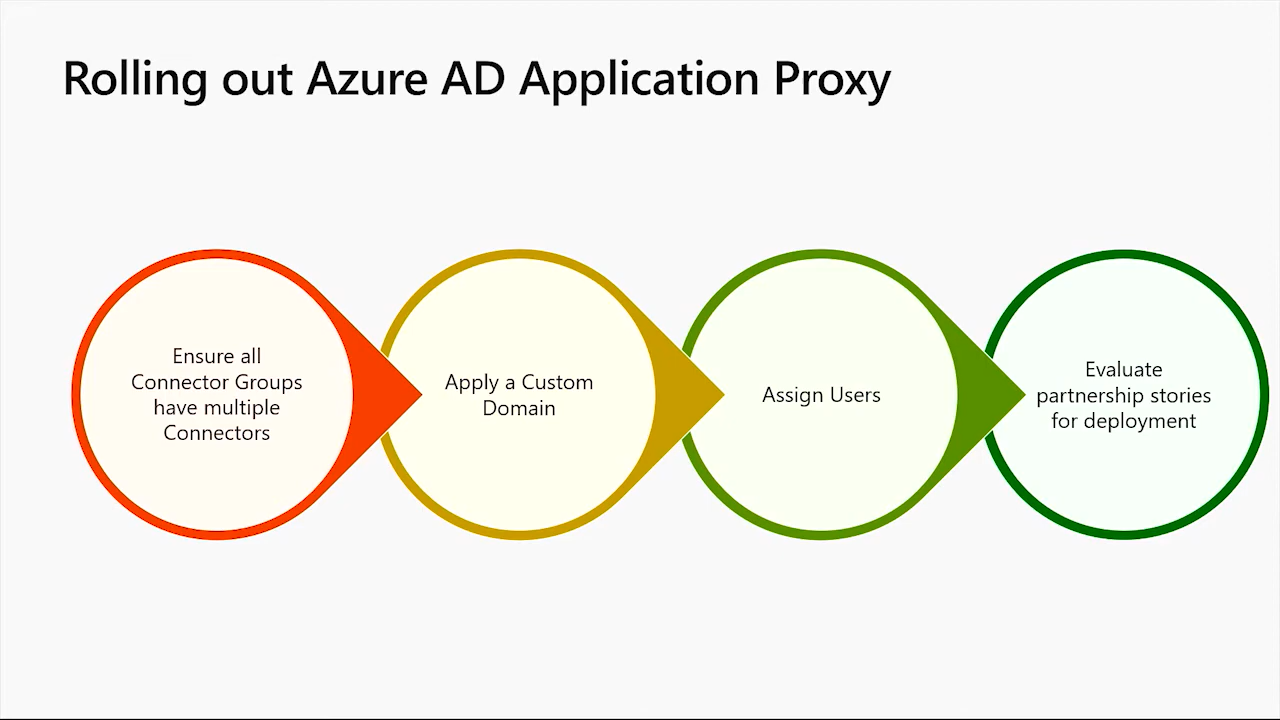 Rolling out Azure AD Application Proxy
Ensure all
Connector Groups
have multiple
Connectors
Apply a Custom
Domain
Assign Users
Evaluate
partnership stories
for deployment